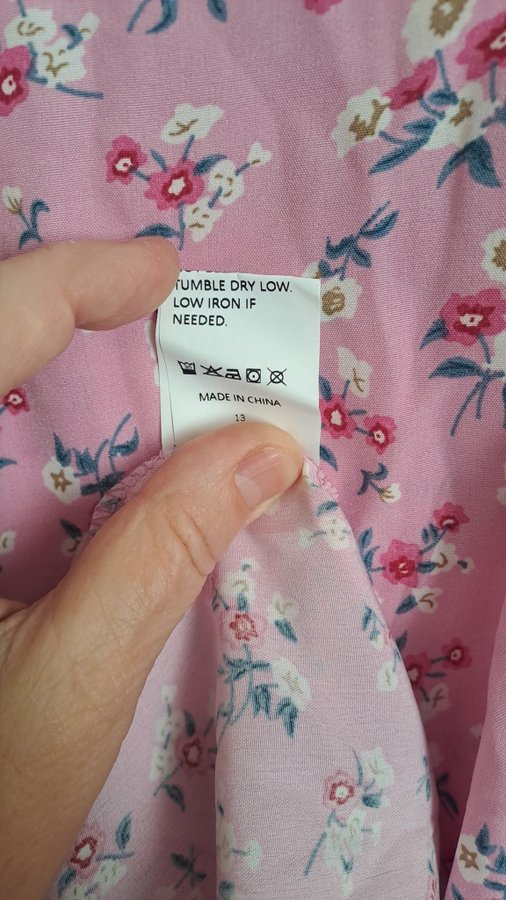 TUMBLE DRY LOW.
LOW IRON IF
NEEDED.
MADE IN CHINA
13